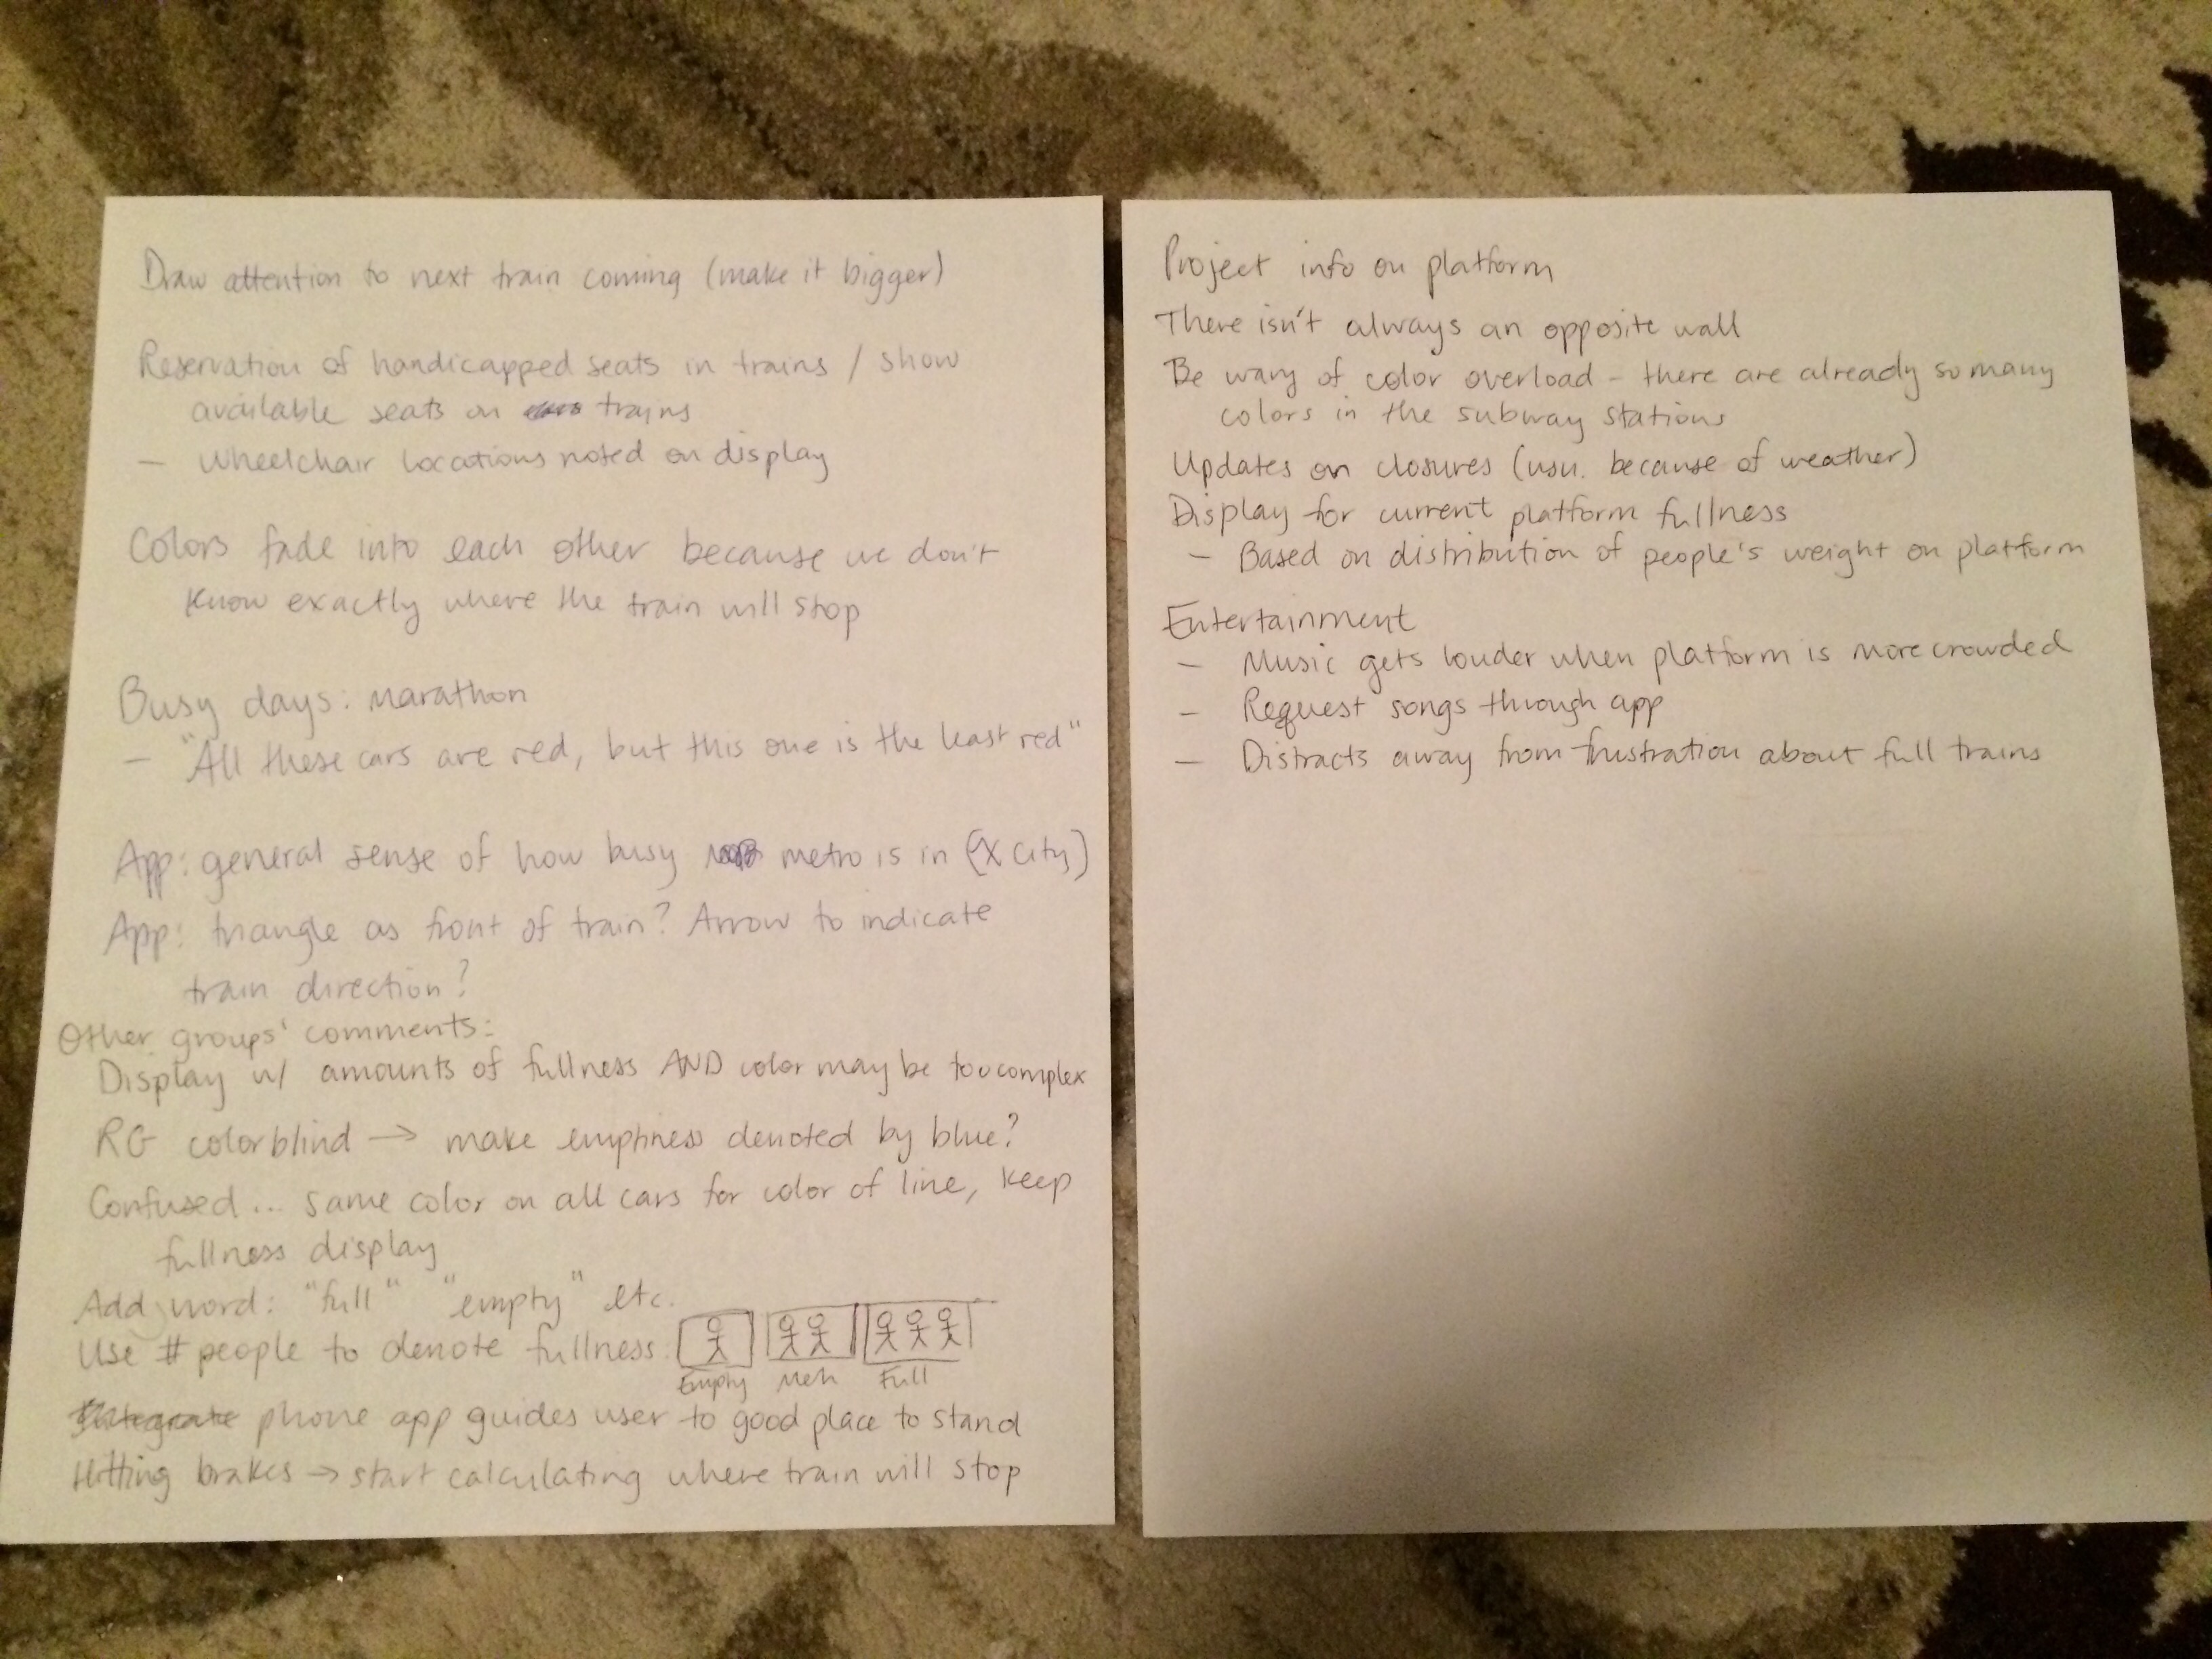 Draw attention to next train coming (make it bigger)
Reservation of handicapped seats in trains / show
available seats on trains
– Wheelchair locations noted on display
Colors fade into each other because we don't
know exactly where the train will stop
Busy days: marathon
– "All these cars are red, but this one is the least red"
App: general sense of how busy metro is in (X City)
App: triangle as front of train? Arrow to indicate
train direction?
Other groups' comments:
Display w/ amounts of fullness AND color may be too complex
RG colorblind → make emptiness denoted by blue?
Confused... same color on all cars for color of line, keep
fullness display
Add word: "full" "empty" etc.
Use # people to denote fullness:
Empty Meh Full
Integrate phone app guides user to good place to stand
Hitting brakes → start calculating where train will stop
Project info on platform
There isn't always an opposite wall
Be wary of color overload – there are already so many
colors in the subway stations
Updates on closures (usu. because of weather)
Display for current platform fullness
– Based on distribution of people's weight on platform
Entertainment
– Music gets louder when platform is more crowded
– Request songs through app
– Distracts away from frustration about full trains